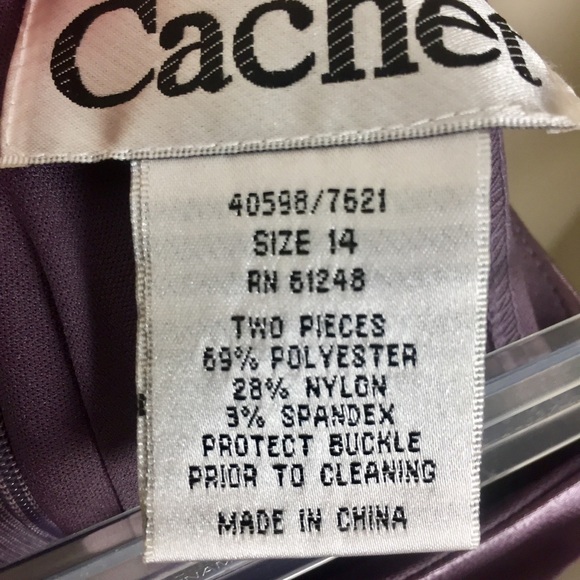 Cachet
40598/7621
SIZE 14
RN 61248
TWO PIECES
69% POLYESTER
28% NYLON
3% SPANDEX
PROTECT BUCKLE
PRIOR TO CLEANING
MADE IN CHINA